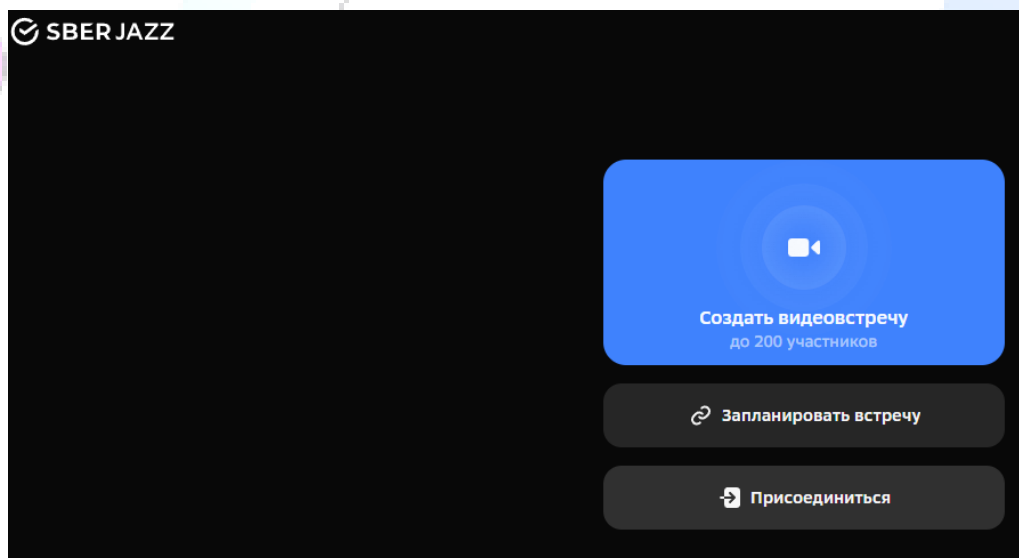 SBER JAZZ
Создать видеовстречу
до 200 участников
Запланировать встречу
Присоединиться